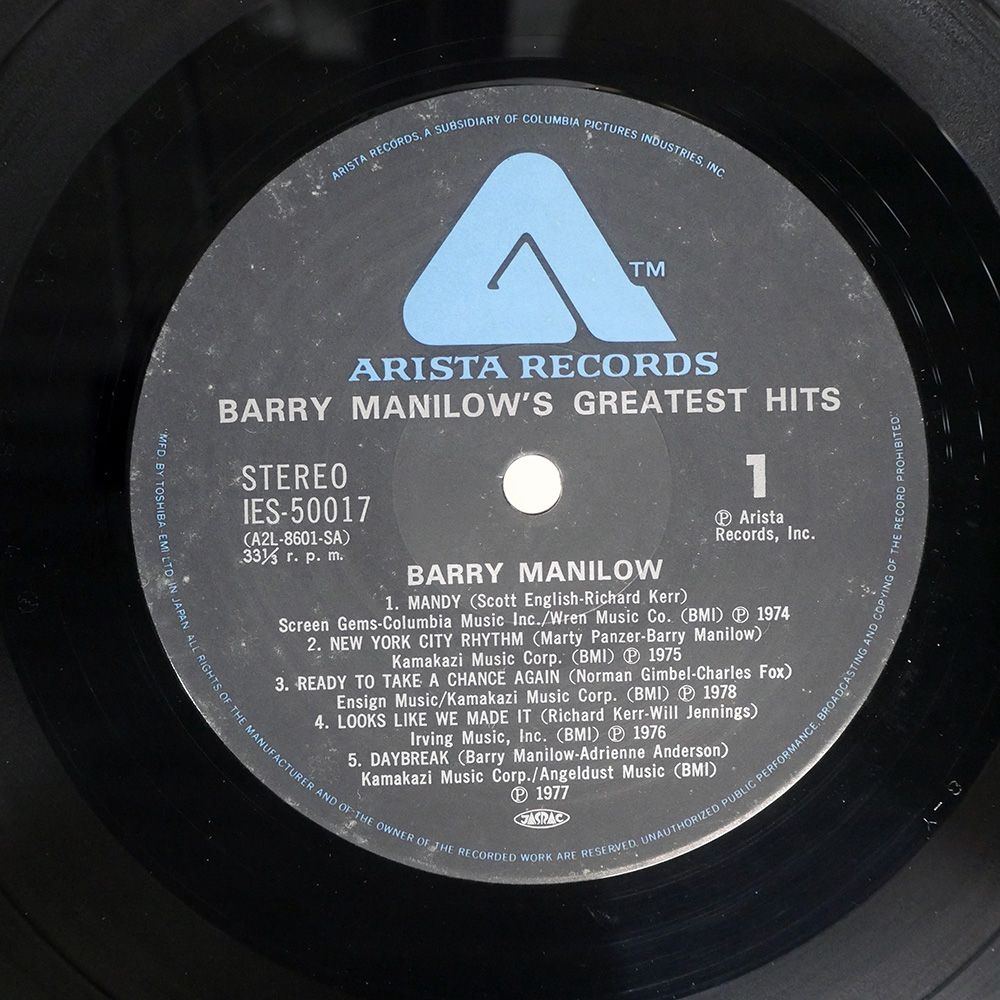 ARISTA RECORDS, A SUBSIDIARY OF COLUMBIA PICTURES INDUSTRIES, INC.
TM
ARISTA RECORDS
BARRY MANILOW'S GREATEST HITS
STEREO
IES-50017
(A2L-8601-SA)
33⅓ r. p. m.
1
Ⓟ Arista
Records, Inc.
BARRY MANILOW
1. MANDY (Scott English-Richard Kerr)
Screen Gems-Columbia Music Inc./Wren Music Co. (BMI) Ⓟ 1974
2. NEW YORK CITY RHYTHM (Marty Panzer-Barry Manilow)
Kamakazi Music Corp. (BMI) Ⓟ 1975
3. READY TO TAKE A CHANCE AGAIN (Norman Gimbel-Charles Fox)
Ensign Music/Kamakazi Music Corp. (BMI) Ⓟ 1978
4. LOOKS LIKE WE MADE IT (Richard Kerr-Will Jennings)
Irving Music, Inc. (BMI) Ⓟ 1976
5. DAYBREAK (Barry Manilow-Adrienne Anderson)
Kamakazi Music Corp./Angeldust Music (BMI)
Ⓟ 1977
JASRAC
"MFD. BY TOSHIBA-EMI LTD. IN JAPAN ALL RIGHTS OF THE MANUFACTURER AND OF THE OWNER OF THE RECORDED WORK ARE RESERVED. UNAUTHORIZED PUBLIC PERFORMANCE, BROADCASTING AND COPYING OF THE RECORD PROHIBITED."